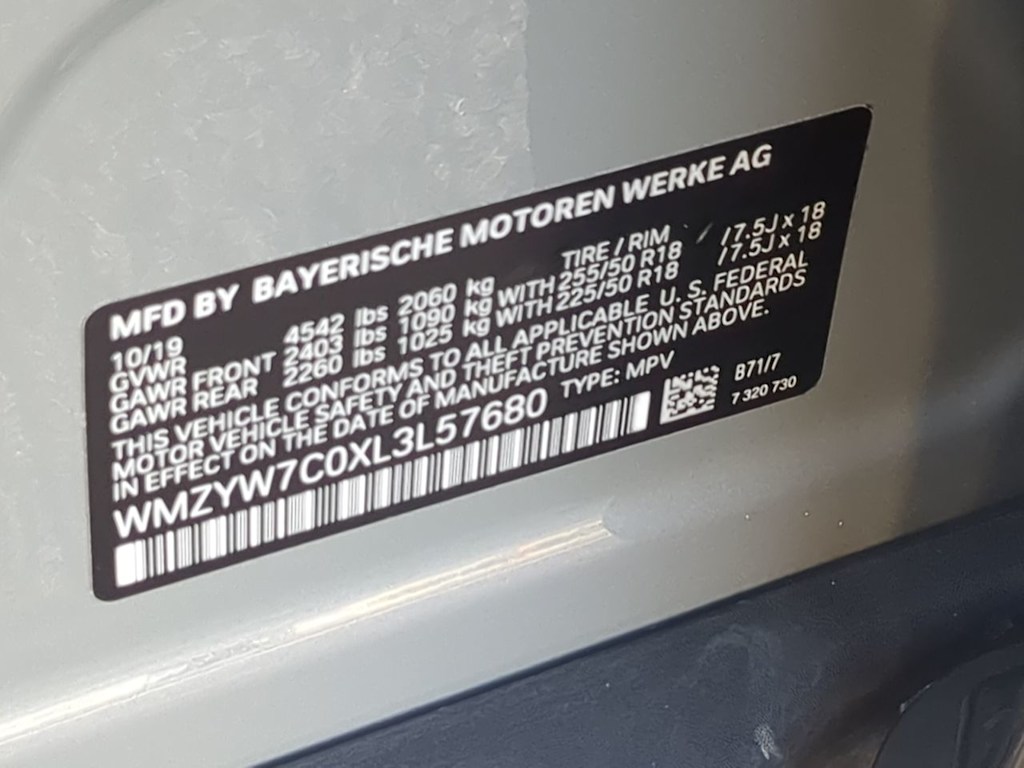 MFD BY BAYERISCHE MOTOREN WERKE AG
10/19 TIRE / RIM
GVWR 4542 lbs 2060 kg
GAWR FRONT 2403 lbs 1090 kg WITH 255/50 R18 /7.5J x 18
GAWR REAR 2260 lbs 1025 kg WITH 225/50 R18 /7.5J x 18
THIS VEHICLE CONFORMS TO ALL APPLICABLE U. S. FEDERAL
MOTOR VEHICLE SAFETY AND THEFT PREVENTION STANDARDS
IN EFFECT ON THE DATE OF MANUFACTURE SHOWN ABOVE.
WMZYW7C0XL3L57680 TYPE: MPV
B71/7
7 320 730